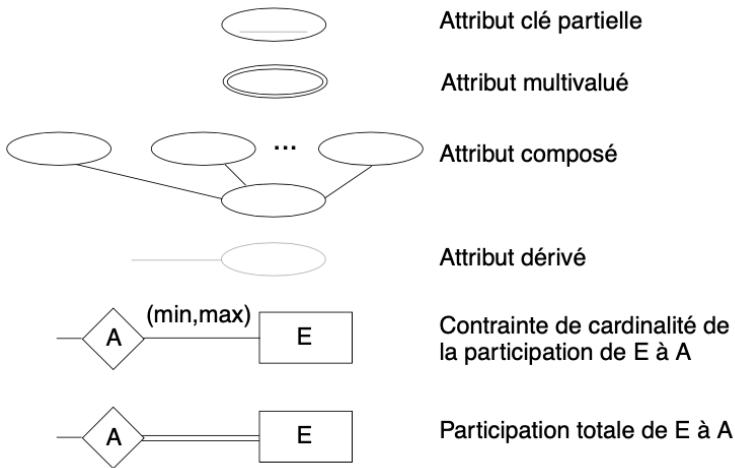 Attribut clé partielle
Attribut multivalué
...
Attribut composé
Attribut dérivé
A
(min,max)
E
Contrainte de cardinalité de
la participation de E à A
A
E
Participation totale de E à A